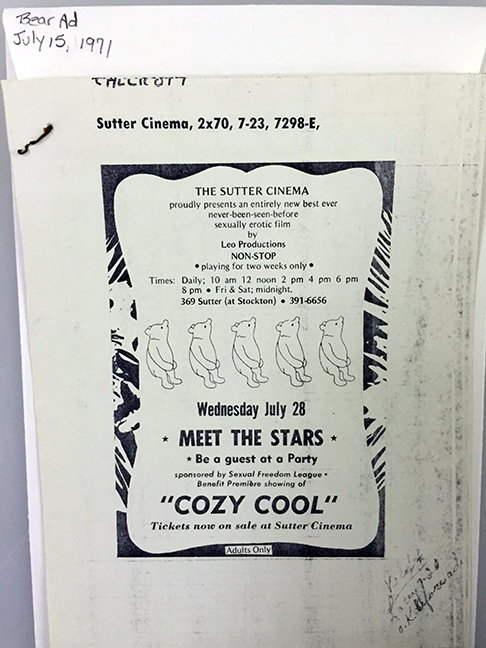 Bear Ad
July 15, 1971
Sutter Cinema, 2x70, 7-23, 7298-E,
THE SUTTER CINEMA
proudly presents an entirely new best ever
never-been-seen-before
sexually erotic film
by
Leo Productions
NON-STOP
• playing for two weeks only •
Times: Daily; 10 am 12 noon 2 pm 4 pm 6 pm
8 pm • Fri & Sat; midnight.
369 Sutter (at Stockton) • 391-6656
Wednesday July 28
★ MEET THE STARS ★
★ Be a guest at a Party
sponsored by Sexual Freedom League •
Benefit Première showing of
"COZY COOL"
Tickets now on sale at Sutter Cinema
Adults Only